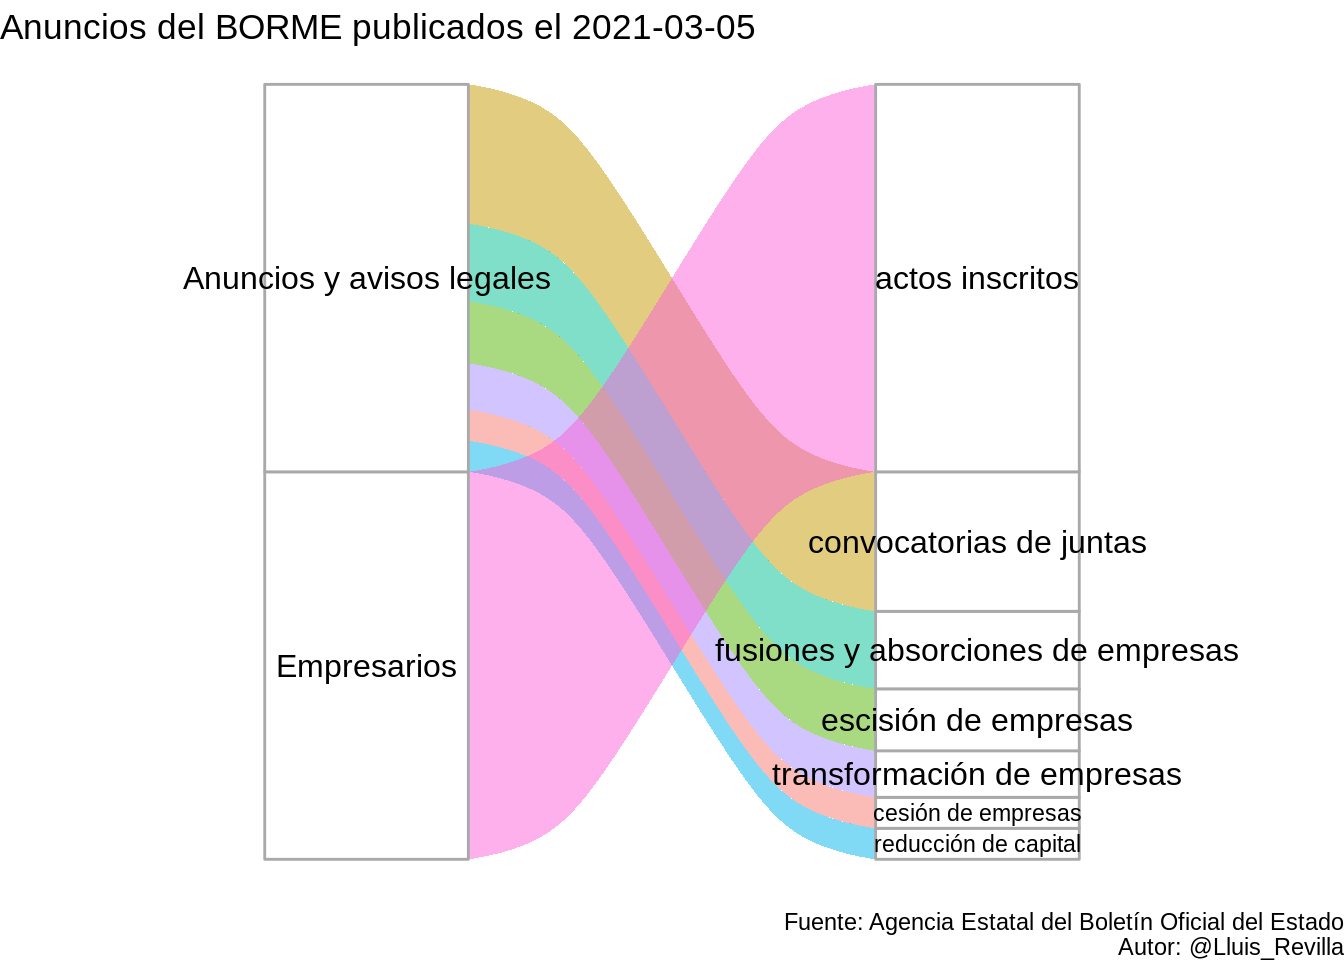 Anuncios del BORME publicados el 2021-03-05
Anuncios y avisos legales
Empresarios
actos inscritos
convocatorias de juntas
fusiones y absorciones de empresas
escisión de empresas
transformación de empresas
cesión de empresas
reducción de capital
Fuente: Agencia Estatal del Boletín Oficial del Estado
Autor: @Lluis_Revilla